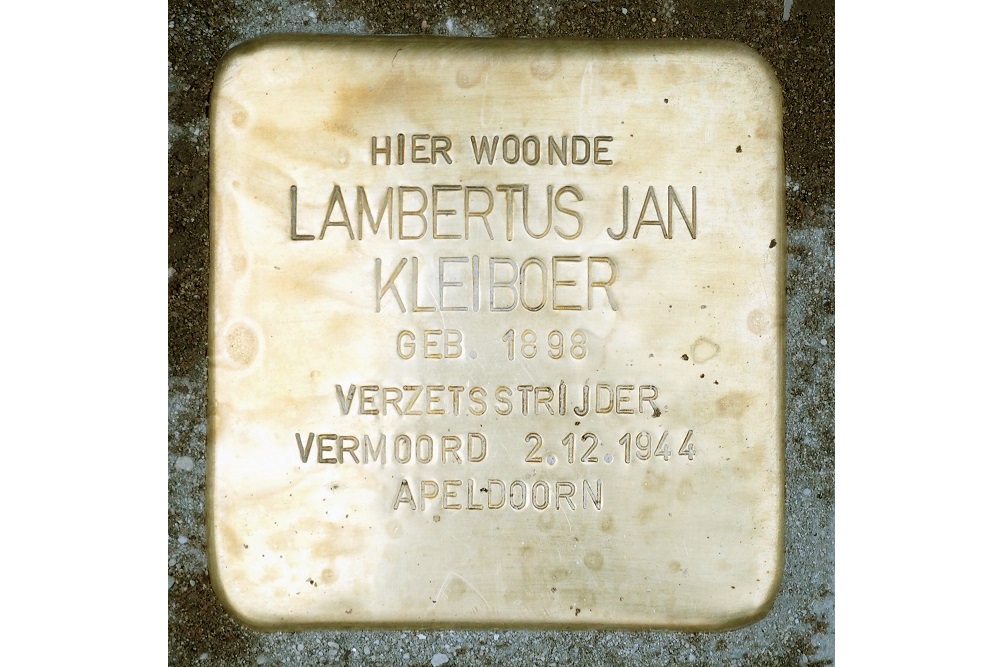 HIER WOONDE
LAMBERTUS JAN
KLEIBOER
GEB. 1898
VERZETSSTRIJDER
VERMOORD 2.12.1944
APELDOORN